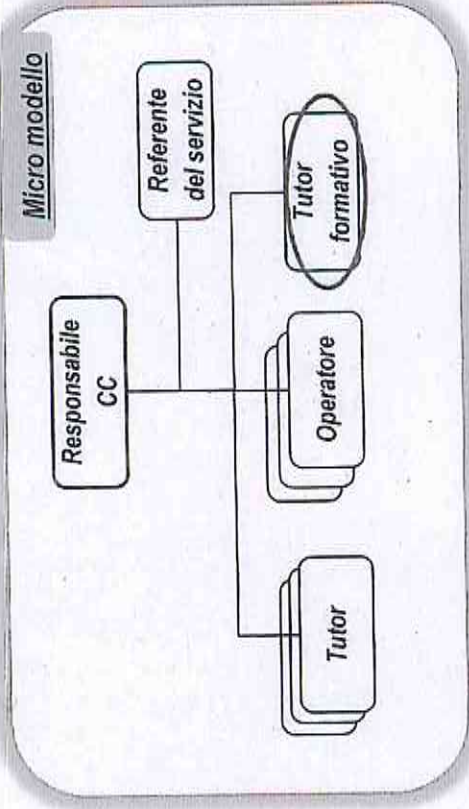 Micro modello
Responsabile
CC
Referente
del servizio
Tutor
Operatore
Tutor
formativo